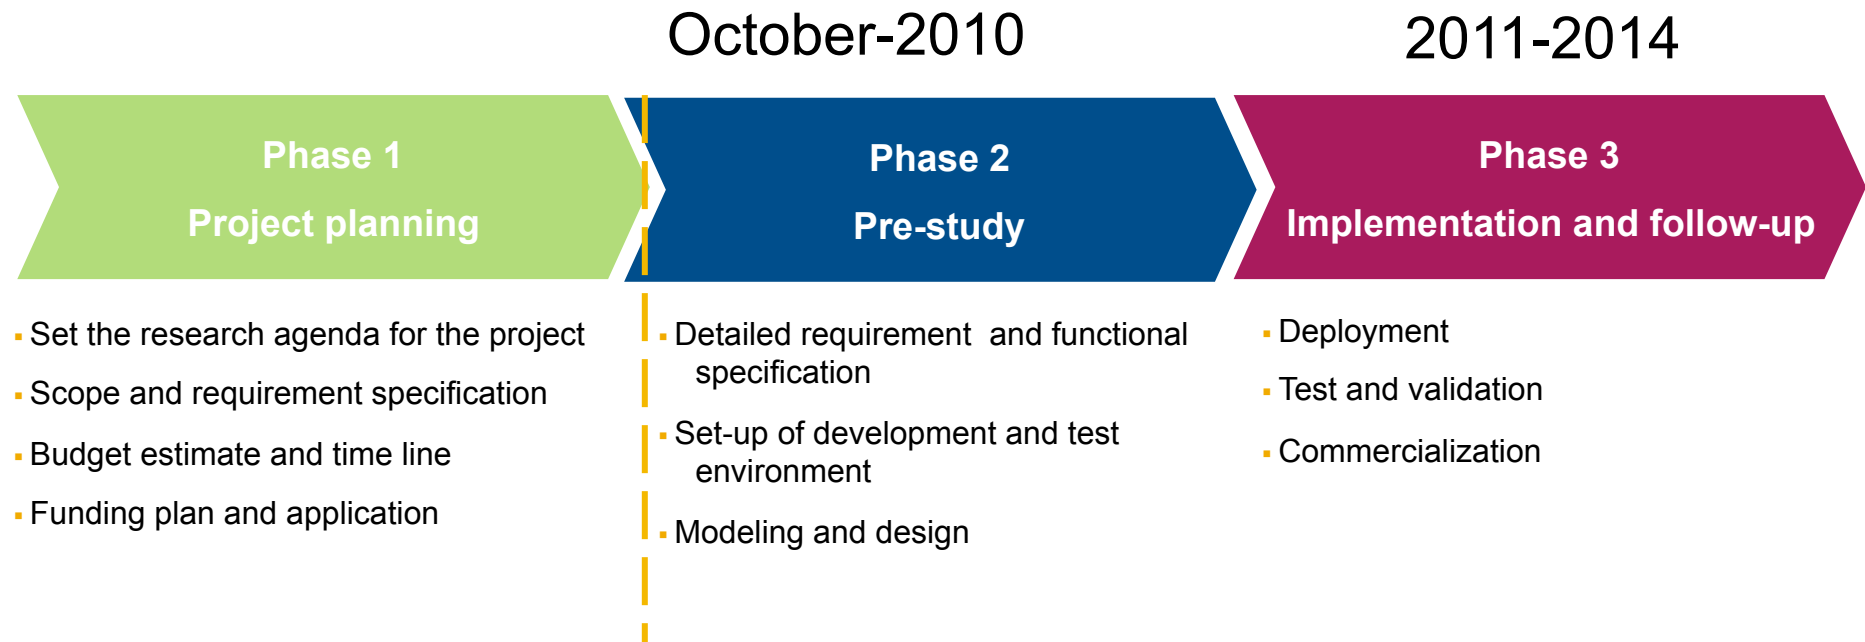 October-2010
2011-2014
Phase 1
Project planning
Phase 2
Pre-study
Phase 3
Implementation and follow-up
▪ Set the research agenda for the project
▪ Scope and requirement specification
▪ Budget estimate and time line
▪ Funding plan and application
▪ Detailed requirement  and functional
specification
▪ Set-up of development and test
environment
▪ Modeling and design
▪ Deployment
▪ Test and validation
▪ Commercialization